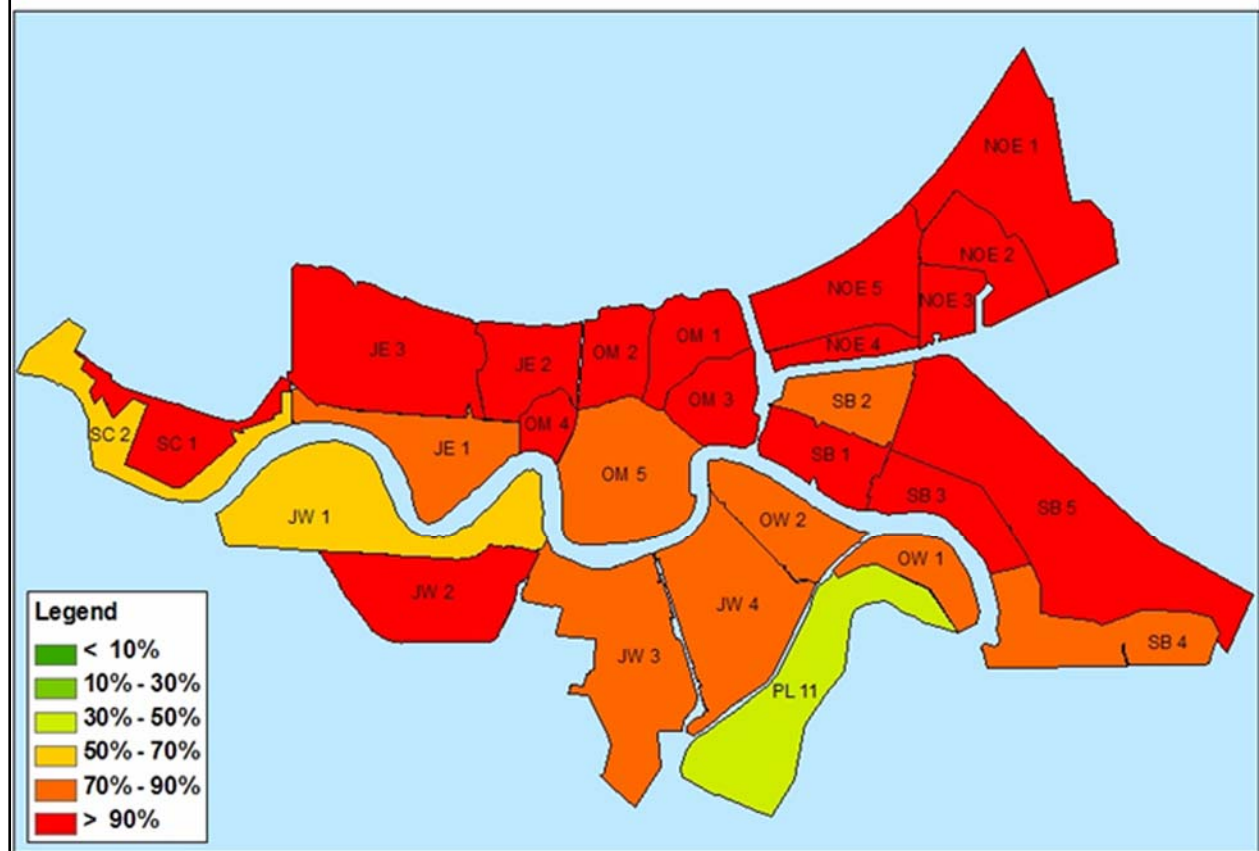 NOE 1
NOE 2
NOE 5
NOE 3
NOE 4
OM 1
OM 2
JE 3
JE 2
OM 3
SB 2
OM 4
SC 2
SC 1
JE 1
SB 1
OM 5
SB 3
SB 5
JW 1
OW 2
OW 1
JW 2
JW 4
SB 4
JW 3
PL 11
Legend
< 10%
10% - 30%
30% - 50%
50% - 70%
70% - 90%
> 90%